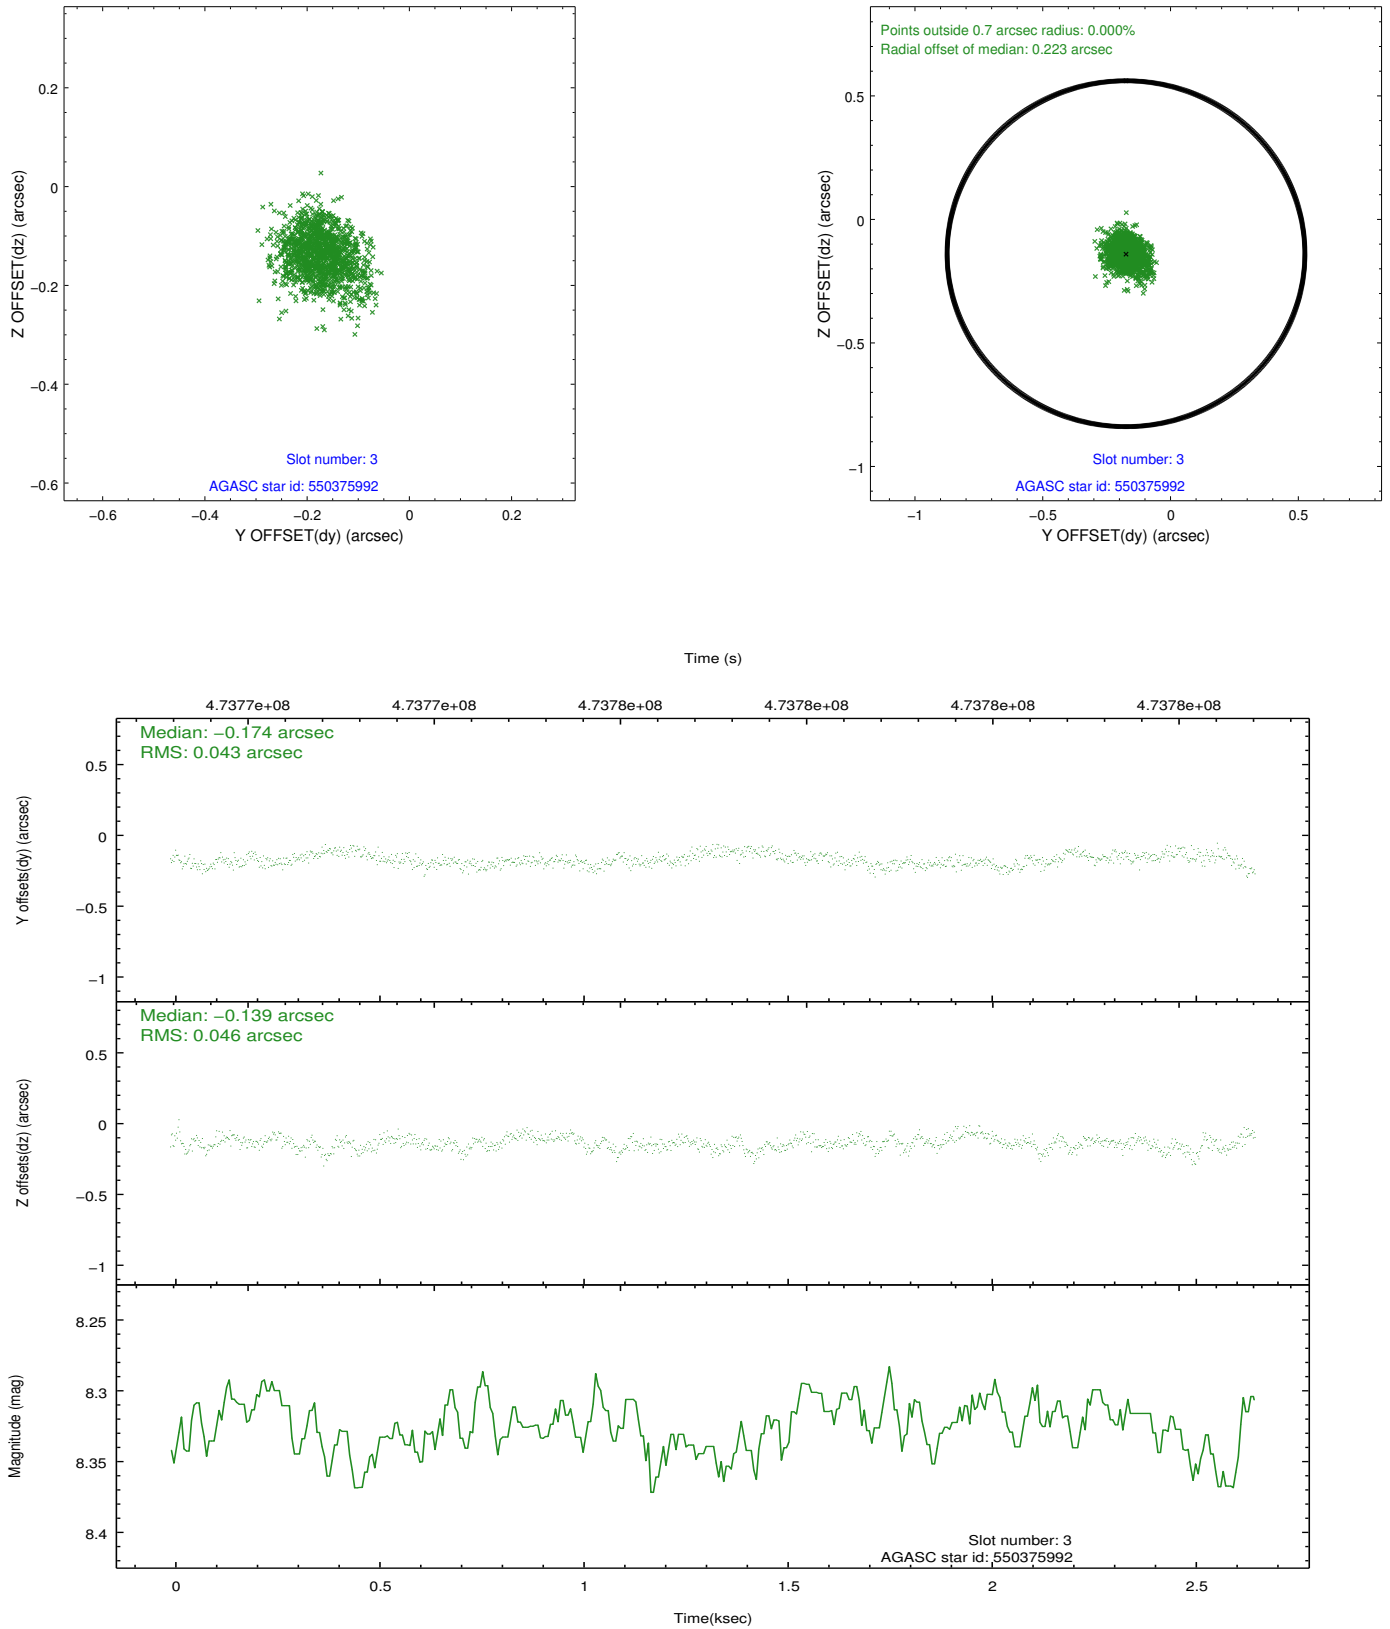 0.2
0
−0.2
−0.4
−0.6
Z OFFSET(dz) (arcsec)
Slot number: 3
AGASC star id: 550375992
−0.6
−0.4
−0.2
0
0.2
Y OFFSET(dy) (arcsec)
Points outside 0.7 arcsec radius: 0.000%
Radial offset of median: 0.223 arcsec
0.5
0
−0.5
−1
Z OFFSET(dz) (arcsec)
Slot number: 3
AGASC star id: 550375992
−1
−0.5
0
0.5
Y OFFSET(dy) (arcsec)
Time (s)
4.7377e+08
4.7377e+08
4.7378e+08
4.7378e+08
4.7378e+08
4.7378e+08
Median: −0.174 arcsec
RMS: 0.043 arcsec
0.5
0
−0.5
−1
Y offsets(dy) (arcsec)
Median: −0.139 arcsec
RMS: 0.046 arcsec
0.5
0
−0.5
−1
Z offsets(dz) (arcsec)
8.25
8.3
8.35
8.4
Magnitude (mag)
Slot number: 3
AGASC star id: 550375992
0
0.5
1
1.5
2
2.5
Time(ksec)